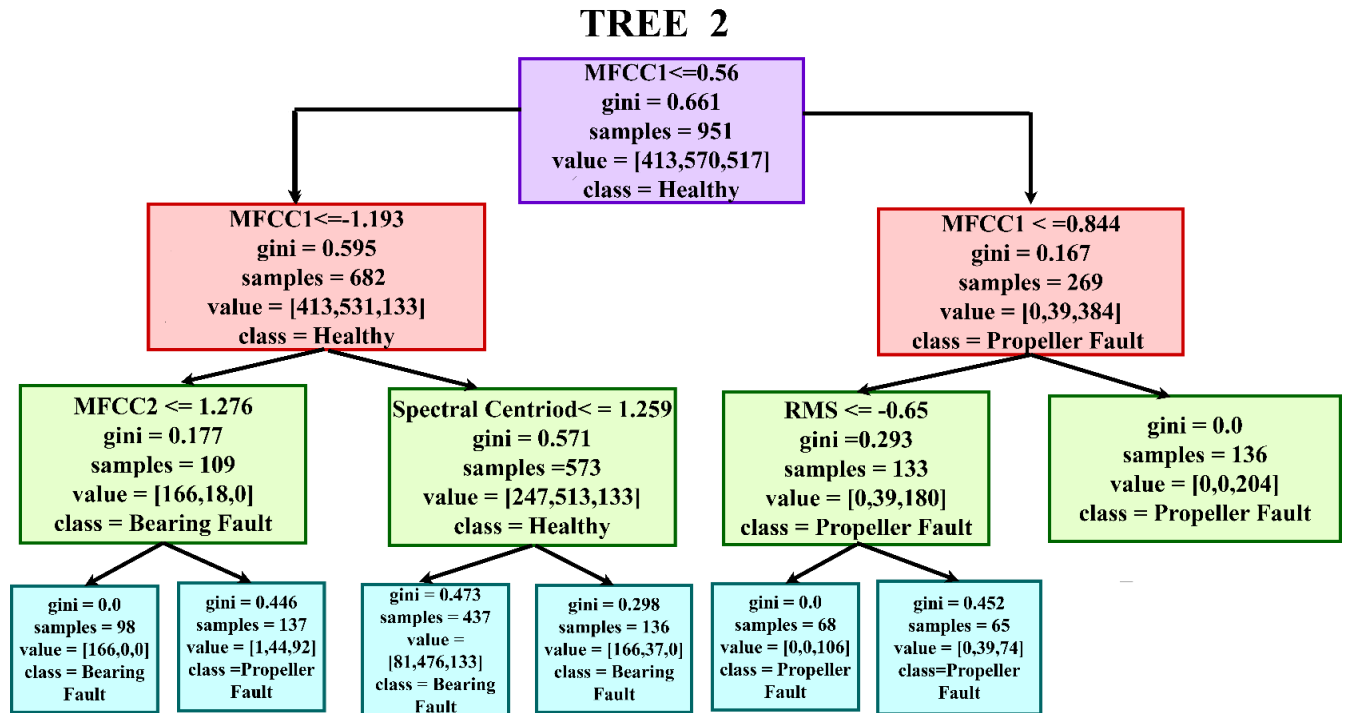 TREE 2
MFCC1<=0.56
gini = 0.661
samples = 951
value = [413,570,517]
class = Healthy
MFCC1<=-1.193
gini = 0.595
samples = 682
value = [413,531,133]
class = Healthy
MFCC1 < =0.844
gini = 0.167
samples = 269
value = [0,39,384]
class = Propeller Fault
MFCC2 <= 1.276
gini = 0.177
samples = 109
value = [166,18,0]
class = Bearing Fault
Spectral Centriod< = 1.259
gini = 0.571
samples =573
value = [247,513,133]
class = Healthy
RMS <= -0.65
gini =0.293
samples = 133
value = [0,39,180]
class = Propeller Fault
gini = 0.0
samples = 136
value = [0,0,204]
class = Propeller Fault
gini = 0.0
samples = 98
value = [166,0,0]
class = Bearing
Fault
gini = 0.446
samples = 137
value = [1,44,92]
class =Propeller
Fault
gini = 0.473
samples = 437
value =
[81,476,133]
class = Bearing
Fault
gini = 0.298
samples = 136
value = [166,37,0]
class = Bearing
Fault
gini = 0.0
samples = 68
value = [0,0,106]
class = Propeller
Fault
gini = 0.452
samples = 65
value = [0,39,74]
class=Propeller
Fault